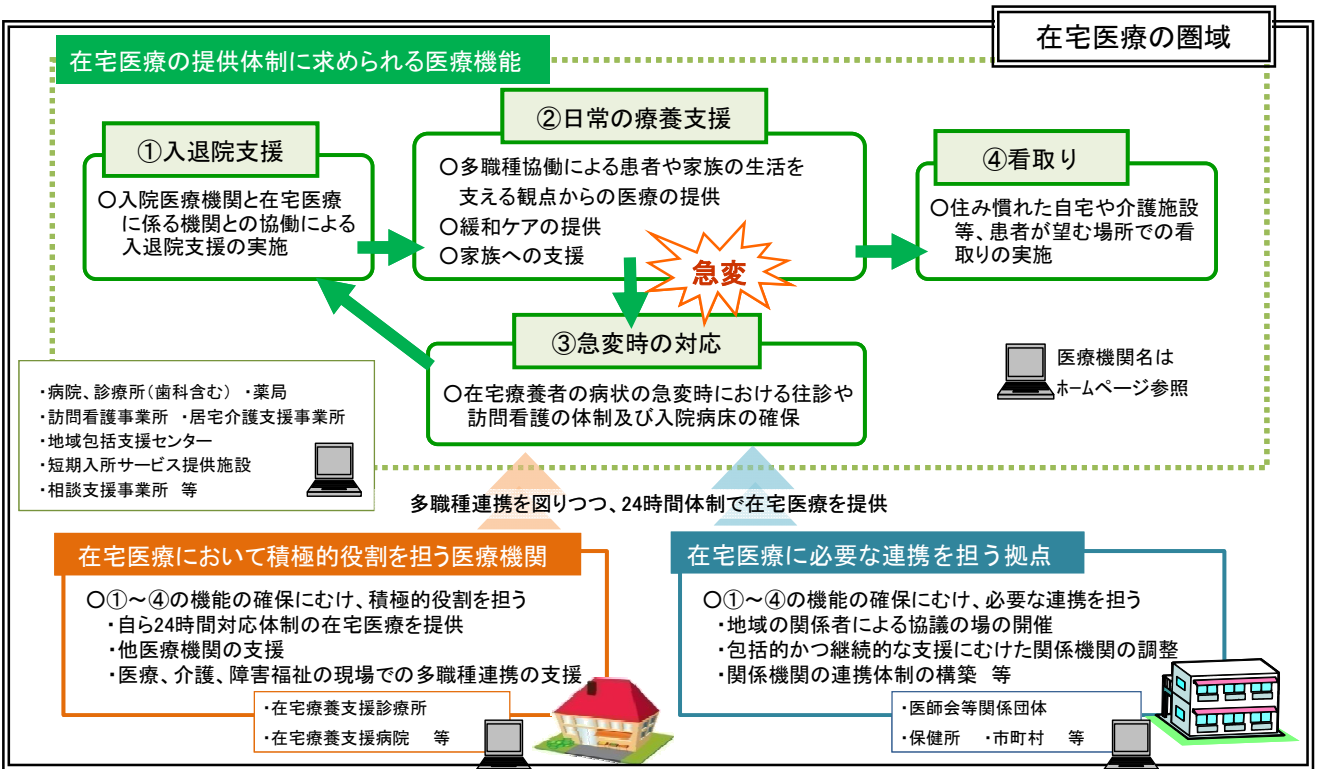 在宅医療の圏域
在宅医療の提供体制に求められる医療機能
①入退院支援
〇入院医療機関と在宅医療
に係る機関との協働による
入退院支援の実施
②日常の療養支援
〇多職種協働による患者や家族の生活を
支える観点からの医療の提供
〇緩和ケアの提供
〇家族への支援
急変
④看取り
〇住み慣れた自宅や介護施設
等、患者が望む場所での看
取りの実施
③急変時の対応
〇在宅療養者の病状の急変時における往診や
訪問看護の体制及び入院病床の確保
医療機関名は
ホームページ参照
・病院、診療所(歯科含む) ・薬局
・訪問看護事業所 ・居宅介護支援事業所
・地域包括支援センター
・短期入所サービス提供施設
・相談支援事業所 等
多職種連携を図りつつ、24時間体制で在宅医療を提供
在宅医療において積極的役割を担う医療機関
〇①～④の機能の確保にむけ、積極的役割を担う
・自ら24時間対応体制の在宅医療を提供
・他医療機関の支援
・医療、介護、障害福祉の現場での多職種連携の支援
・在宅療養支援診療所
・在宅療養支援病院 等
在宅医療に必要な連携を担う拠点
〇①～④の機能の確保にむけ、必要な連携を担う
・地域の関係者による協議の場の開催
・包括的かつ継続的な支援にむけた関係機関の調整
・関係機関の連携体制の構築 等
・医師会等関係団体
・保健所 ・市町村 等